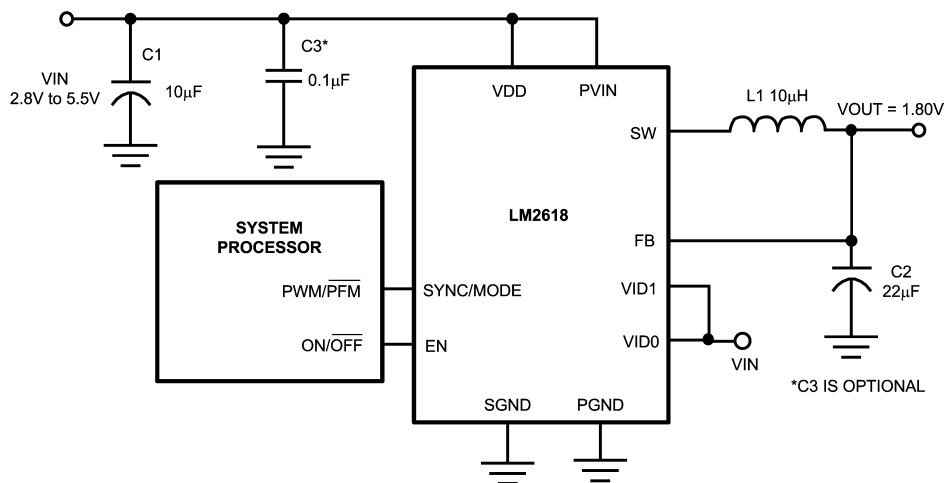 C1
C3*
VIN
2.8V to 5.5V
10μF
0.1μF
VDD
PVIN
L1 10μH
VOUT = 1.80V
SW
SYSTEM
PROCESSOR
LM2618
FB
C2
22μF
PWM/PFM
SYNC/MODE
VID1
ON/OFF
EN
VID0
VIN
*C3 IS OPTIONAL
SGND
PGND